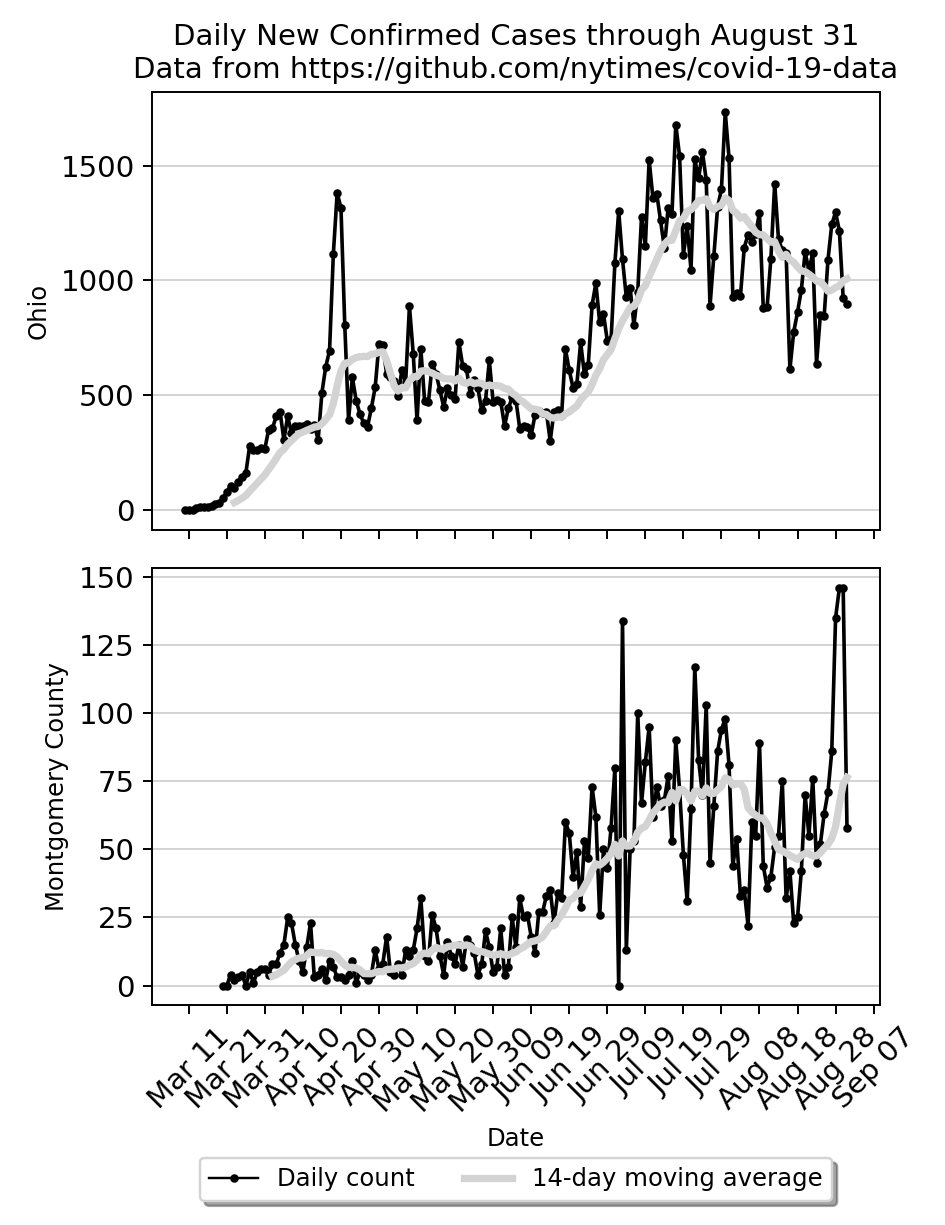 Daily New Confirmed Cases through August 31
Data from https://github.com/nytimes/covid-19-data
1500
1000
500
0
Ohio
150
125
100
75
50
25
0
Montgomery County
Mar 11
Mar 21
Mar 31
Apr 10
Apr 20
Apr 30
May 10
May 20
May 30
Jun 09
Jun 19
Jun 29
Jul 09
Jul 19
Jul 29
Aug 08
Aug 18
Aug 28
Sep 07
Date
Daily count
14-day moving average